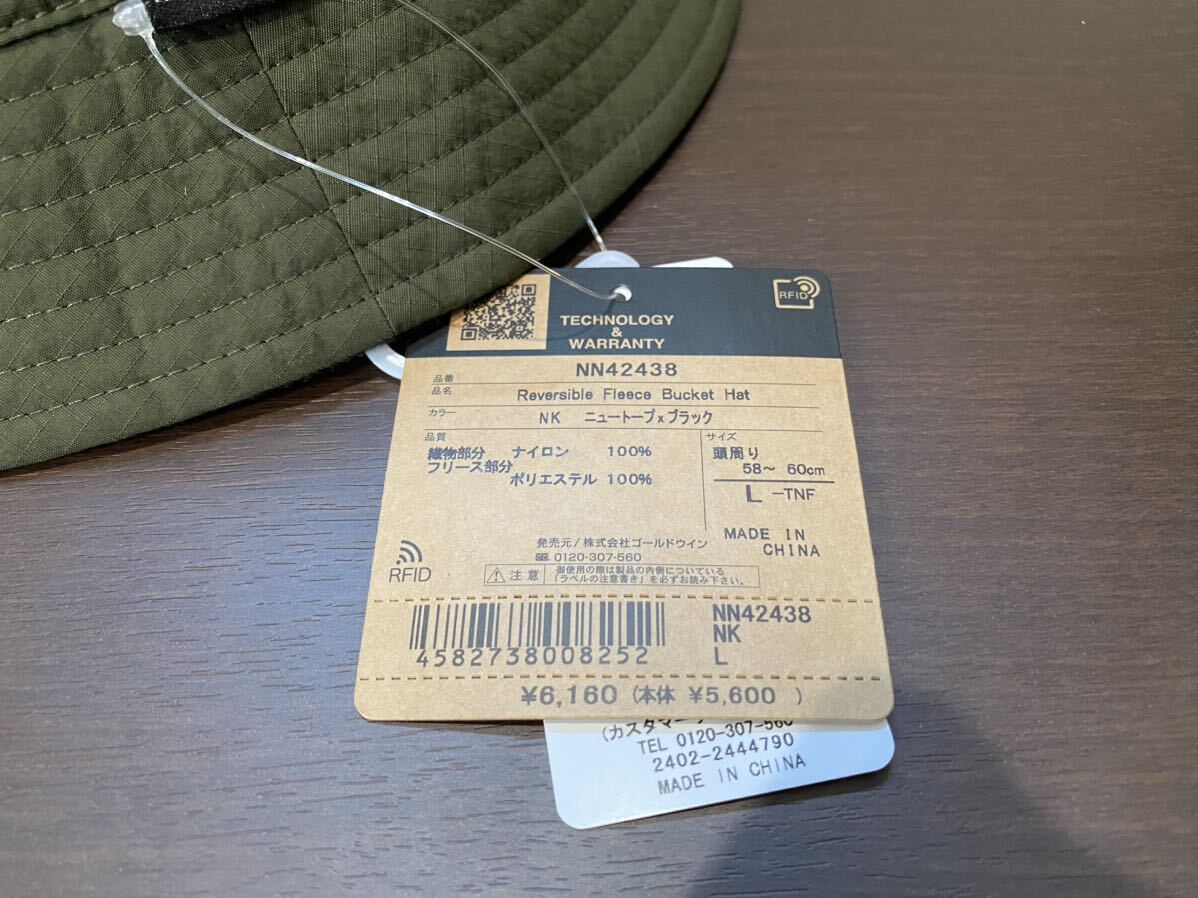 RFID
TECHNOLOGY
&
WARRANTY
品番 NN42438
品名 Reversible Fleece Bucket Hat
カラー NK ニュートープxブラック
品質
織物部分 ナイロン 100%
フリース部分
ポリエステル 100%
サイズ
頭周り
58～ 60cm
L -TNF
MADE IN
CHINA
発売元/株式会社ゴールドウイン
0120-307-560
RFID
注意 御使用の際は製品の内側についている
「ラベルの注意書き」を必ずお読み下さい。
4582738008252
NN42438
NK
L
¥6,160 (本体 ¥5,600 )
(カスタマー
TEL 0120-307-560
2402-2444790
MADE IN CHINA